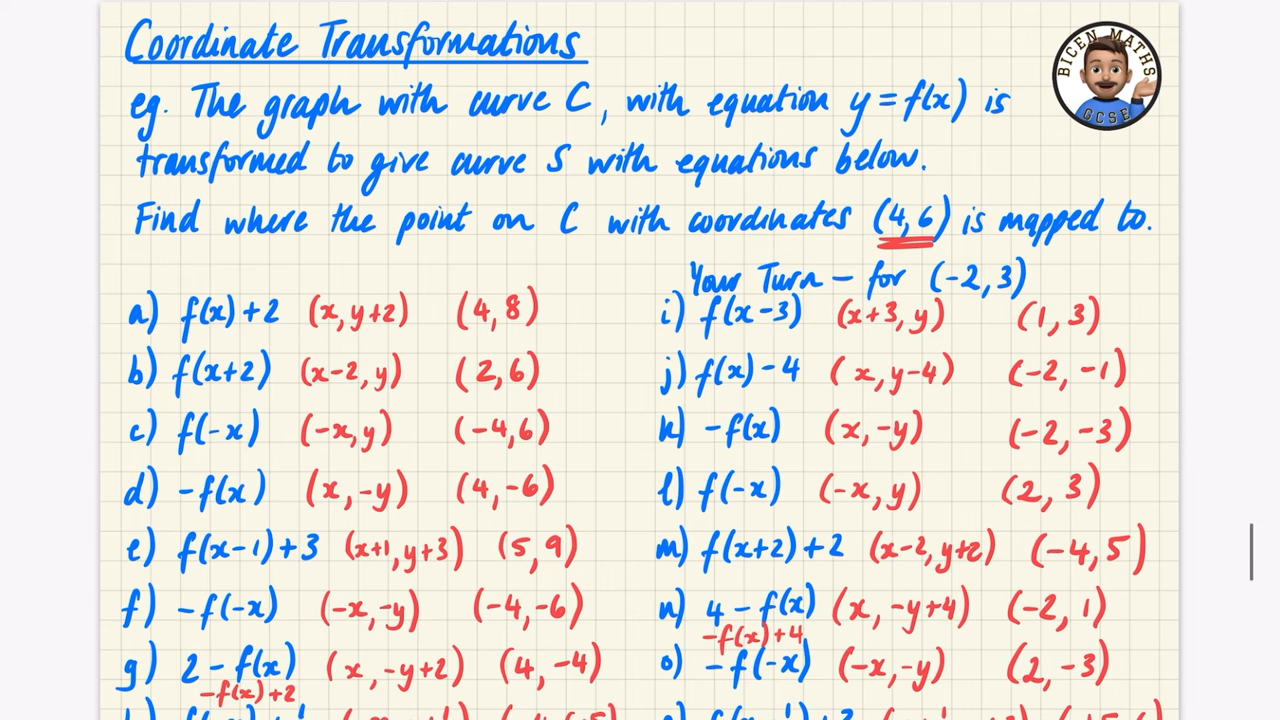 Coordinate Transformations
BICEN MATHS
GCSE
eg. The graph with curve C, with equation y = f(x) is
transformed to give curve S with equations below.
Find where the point on C with coordinates (4,6) is mapped to.
Your Turn – for (-2,3)
a) f(x)+2 (x, y+2) (4,8)
b) f(x+2) (x-2, y) (2,6)
c) f(-x) (-x,y) (-4,6)
d) -f(x) (x,-y) (4,-6)
e) f(x-1)+3 (x+1, y+3) (5,9)
f) -f(-x) (-x,-y) (-4,-6)
g) 2-f(x) (x,-y+2) (4,-4)
-f(x)+2
i) f(x-3) (x+3, y) (1,3)
j) f(x)-4 (x, y-4) (-2,-1)
k) -f(x) (x,-y) (-2,-3)
l) f(-x) (-x, y) (2,3)
m) f(x+2)+2 (x-2, y+2) (-4,5)
n) 4-f(x) (x,-y+4) (-2,1)
-f(x)+4
o) -f(-x) (-x,-y) (2,-3)